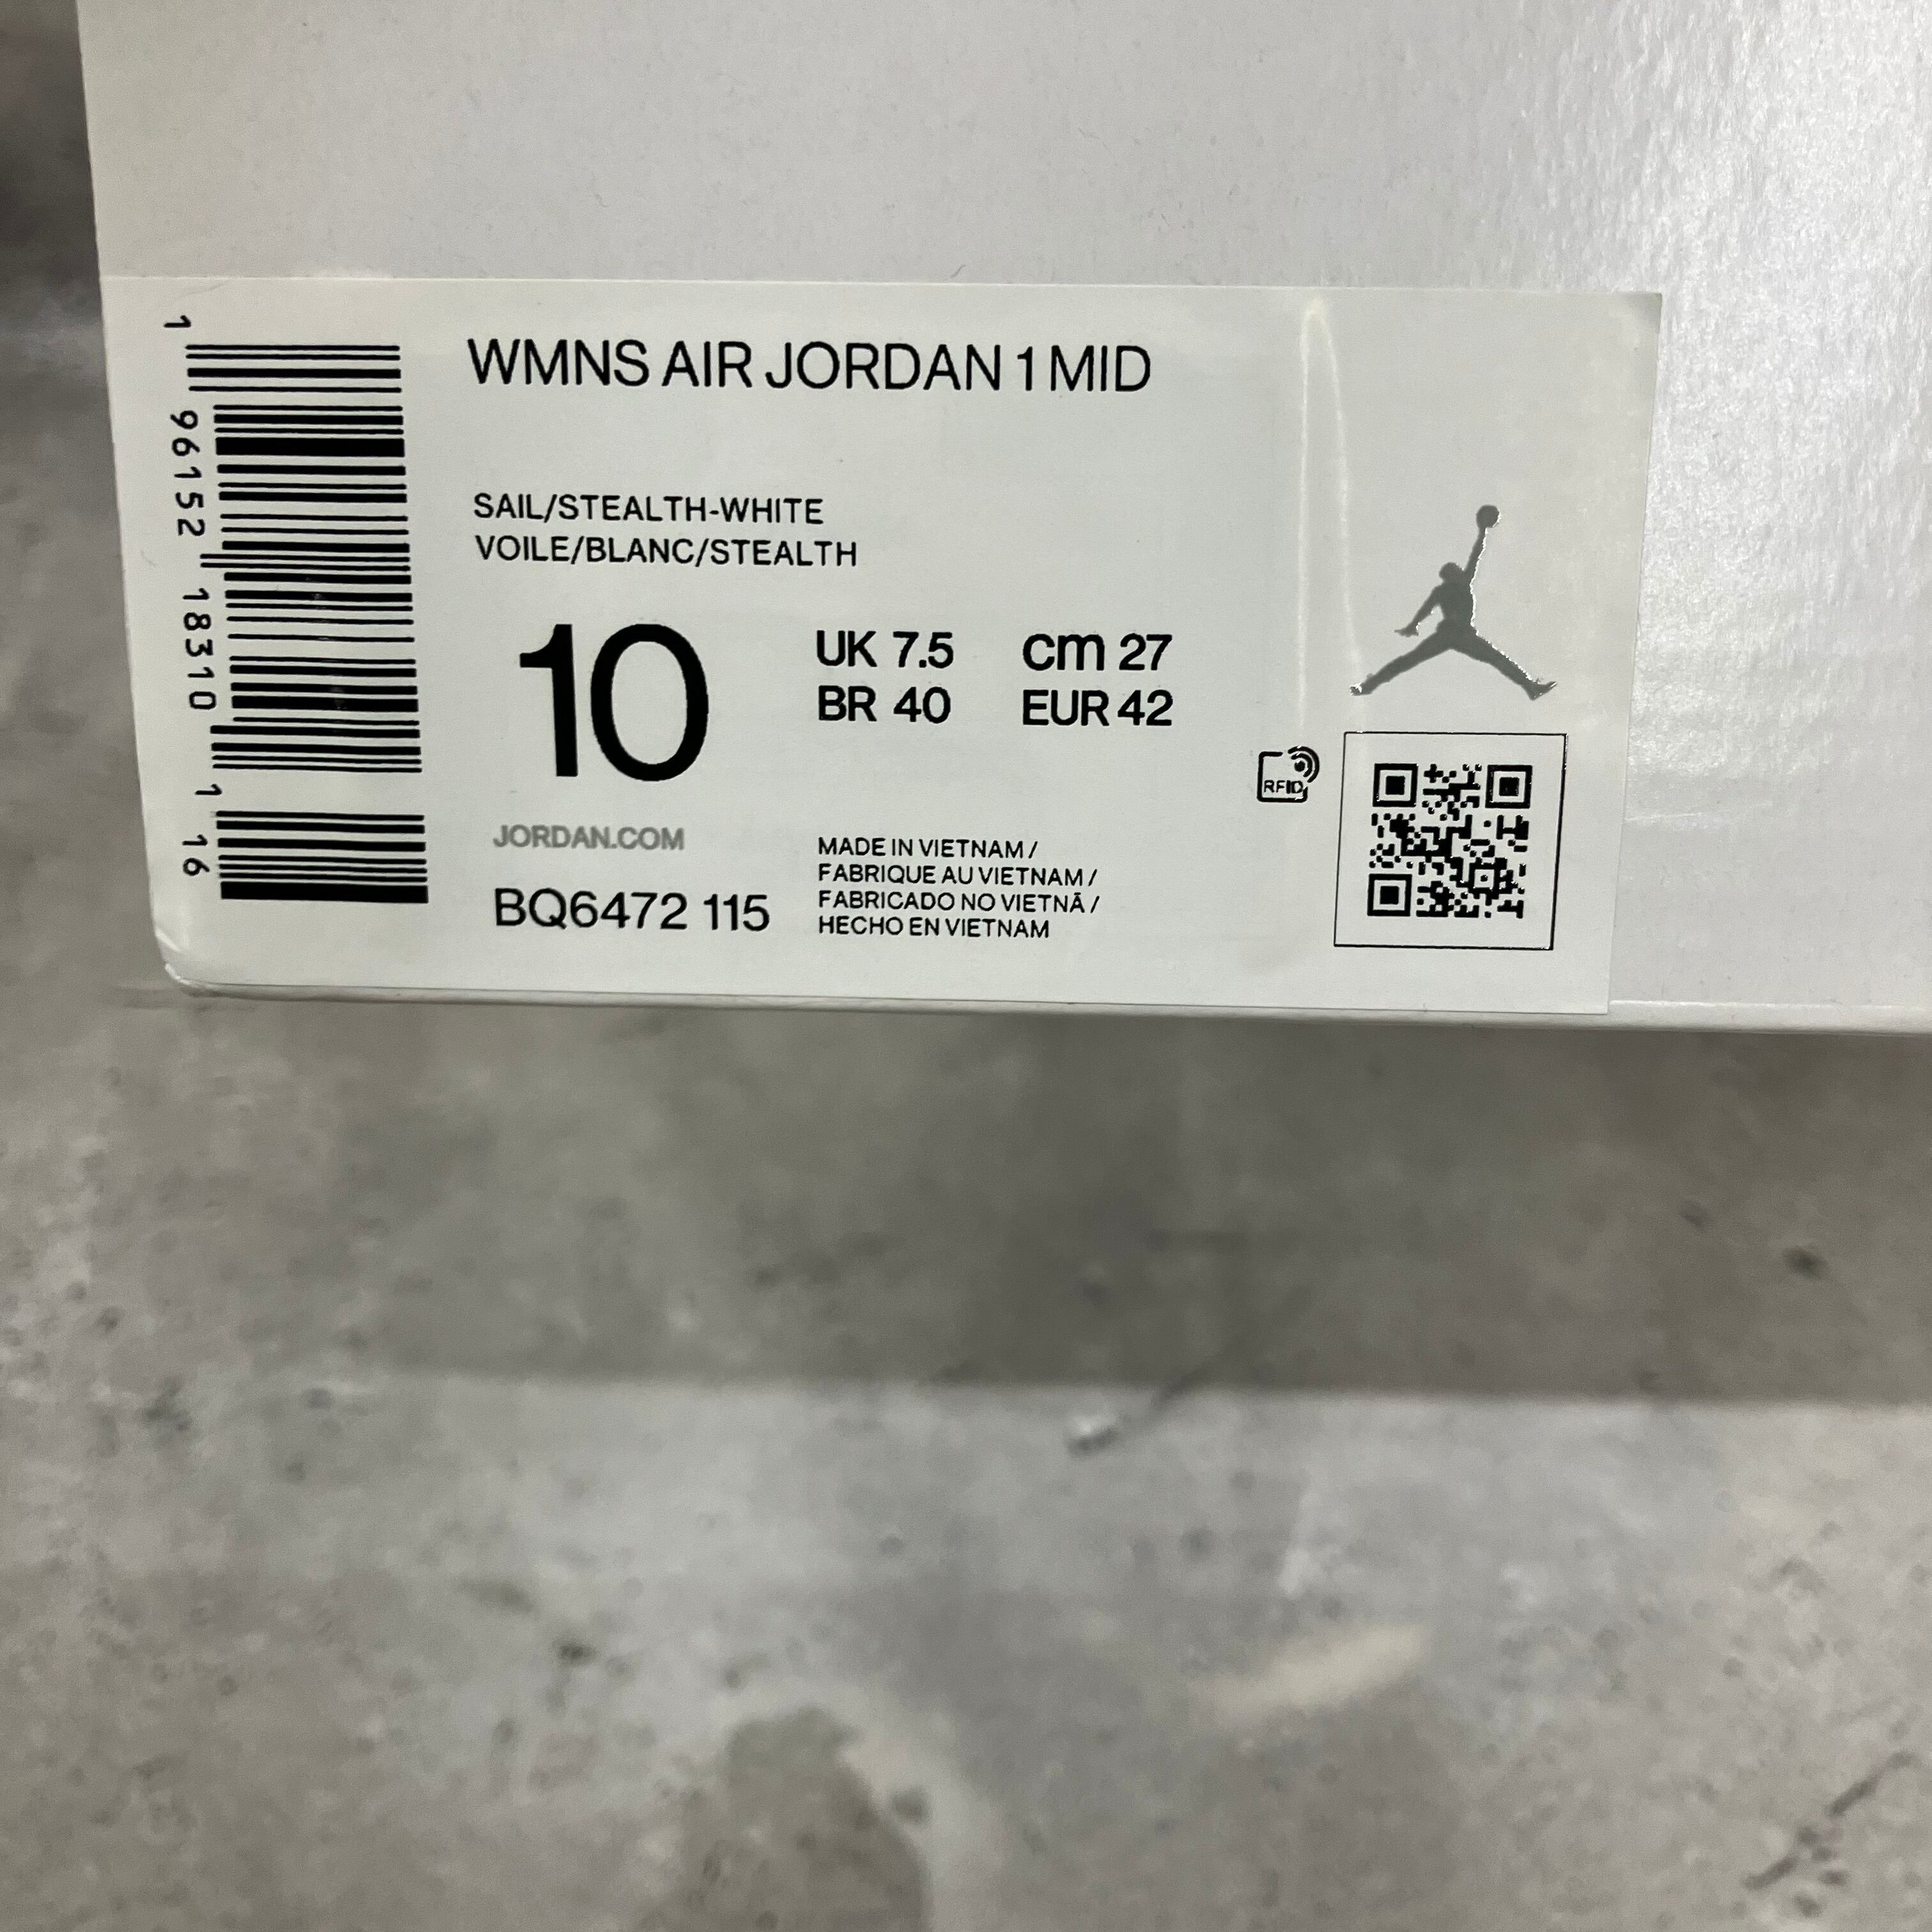 WMNS AIR JORDAN 1 MID
SAIL/STEALTH-WHITE
VOILE/BLANC/STEALTH
10
UK 7.5 cm 27
BR 40 EUR 42
RFID
JORDAN.COM
BQ6472 115
MADE IN VIETNAM /
FABRIQUE AU VIETNAM /
FABRICADO NO VIETNÃ /
HECHO EN VIETNAM
1 96152 18310 1 16